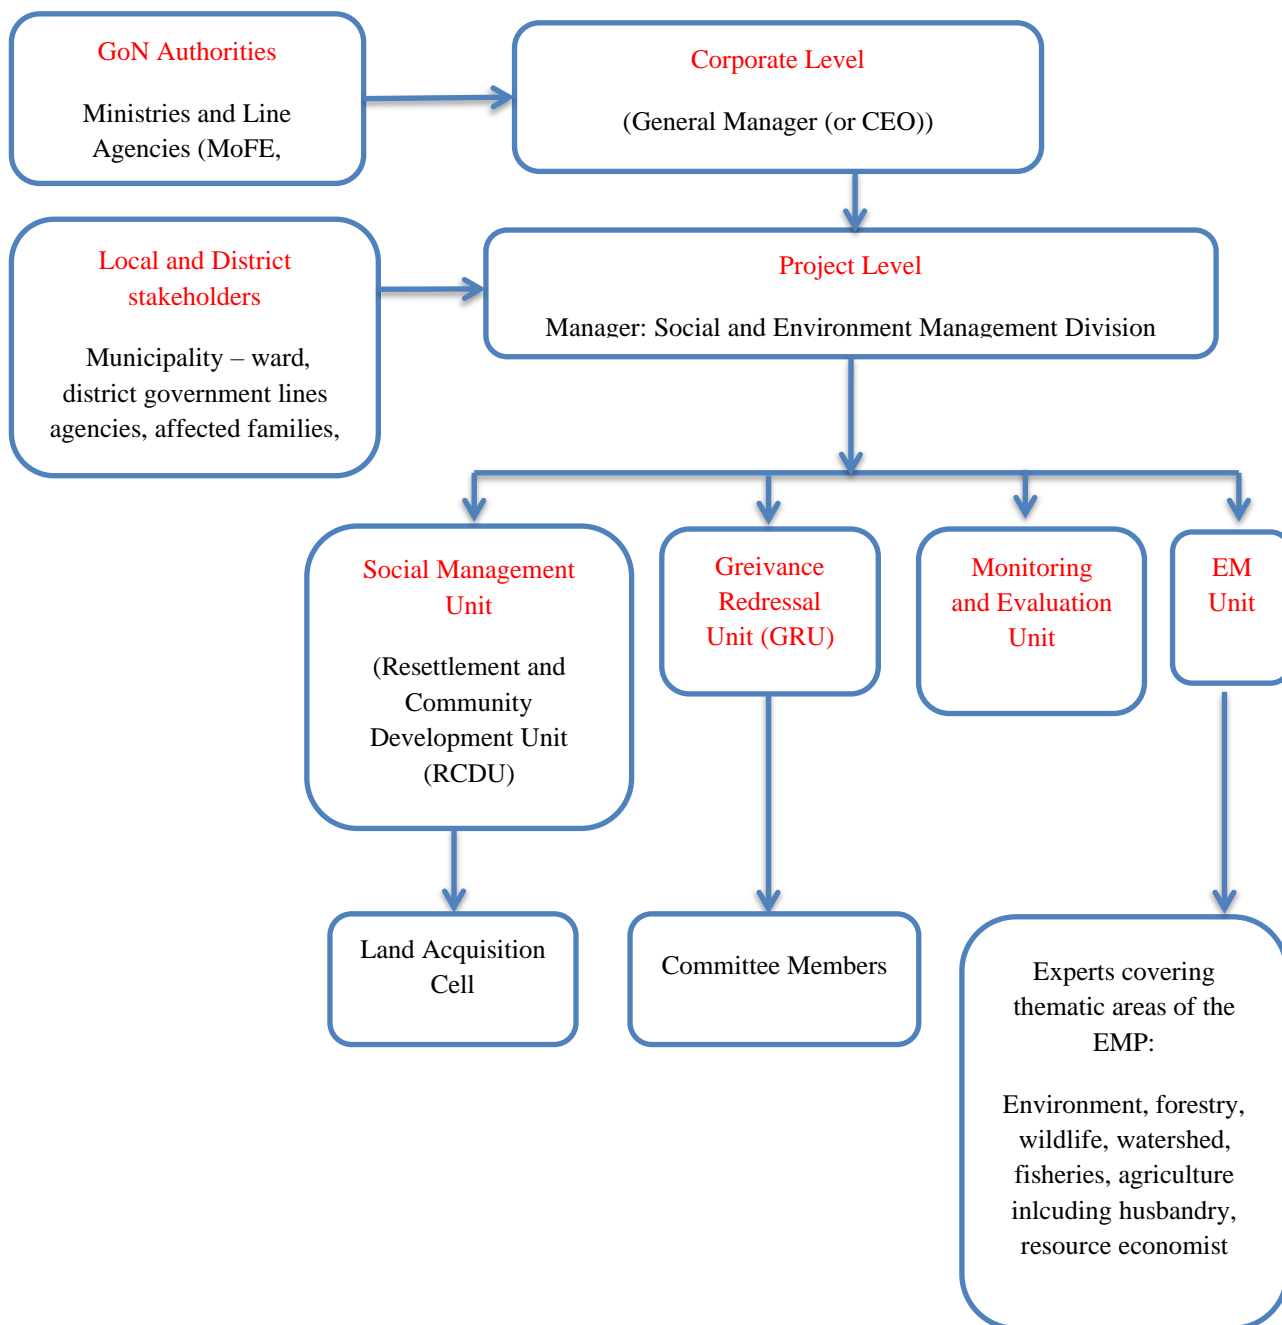 GoN Authorities
Ministries and Line
Agencies (MoFE,
Corporate Level
(General Manager (or CEO))
Local and District
stakeholders
Municipality – ward,
district government lines
agencies, affected families,
Project Level
Manager: Social and Environment Management Division
Social Management
Unit
(Resettlement and
Community
Development Unit
(RCDU)
Greivance
Redressal
Unit (GRU)
Monitoring
and Evaluation
Unit
EM
Unit
Land Acquisition
Cell
Committee Members
Experts covering
thematic areas of the
EMP:
Environment, forestry,
wildlife, watershed,
fisheries, agriculture
inlcuding husbandry,
resource economist